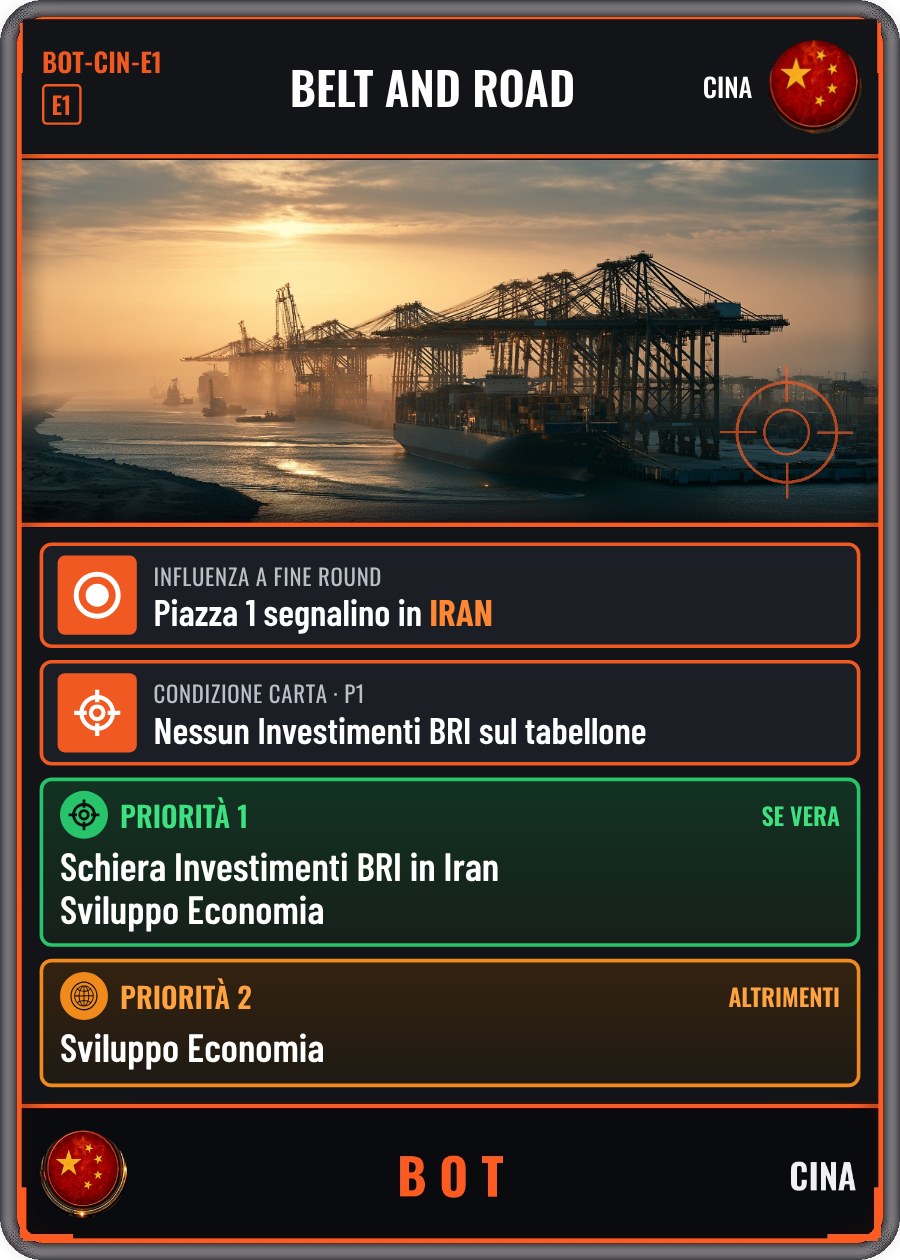 BOT-CIN-E1
E1
BELT AND ROAD
CINA
INFLUENZA A FINE ROUND
Piazza 1 segnalino in IRAN
CONDIZIONE CARTA · P1
Nessun Investimenti BRI sul tabellone
PRIORITÀ 1
SE VERA
Schiera Investimenti BRI in Iran
Sviluppo Economia
PRIORITÀ 2
ALTRIMENTI
Sviluppo Economia
BOT
CINA